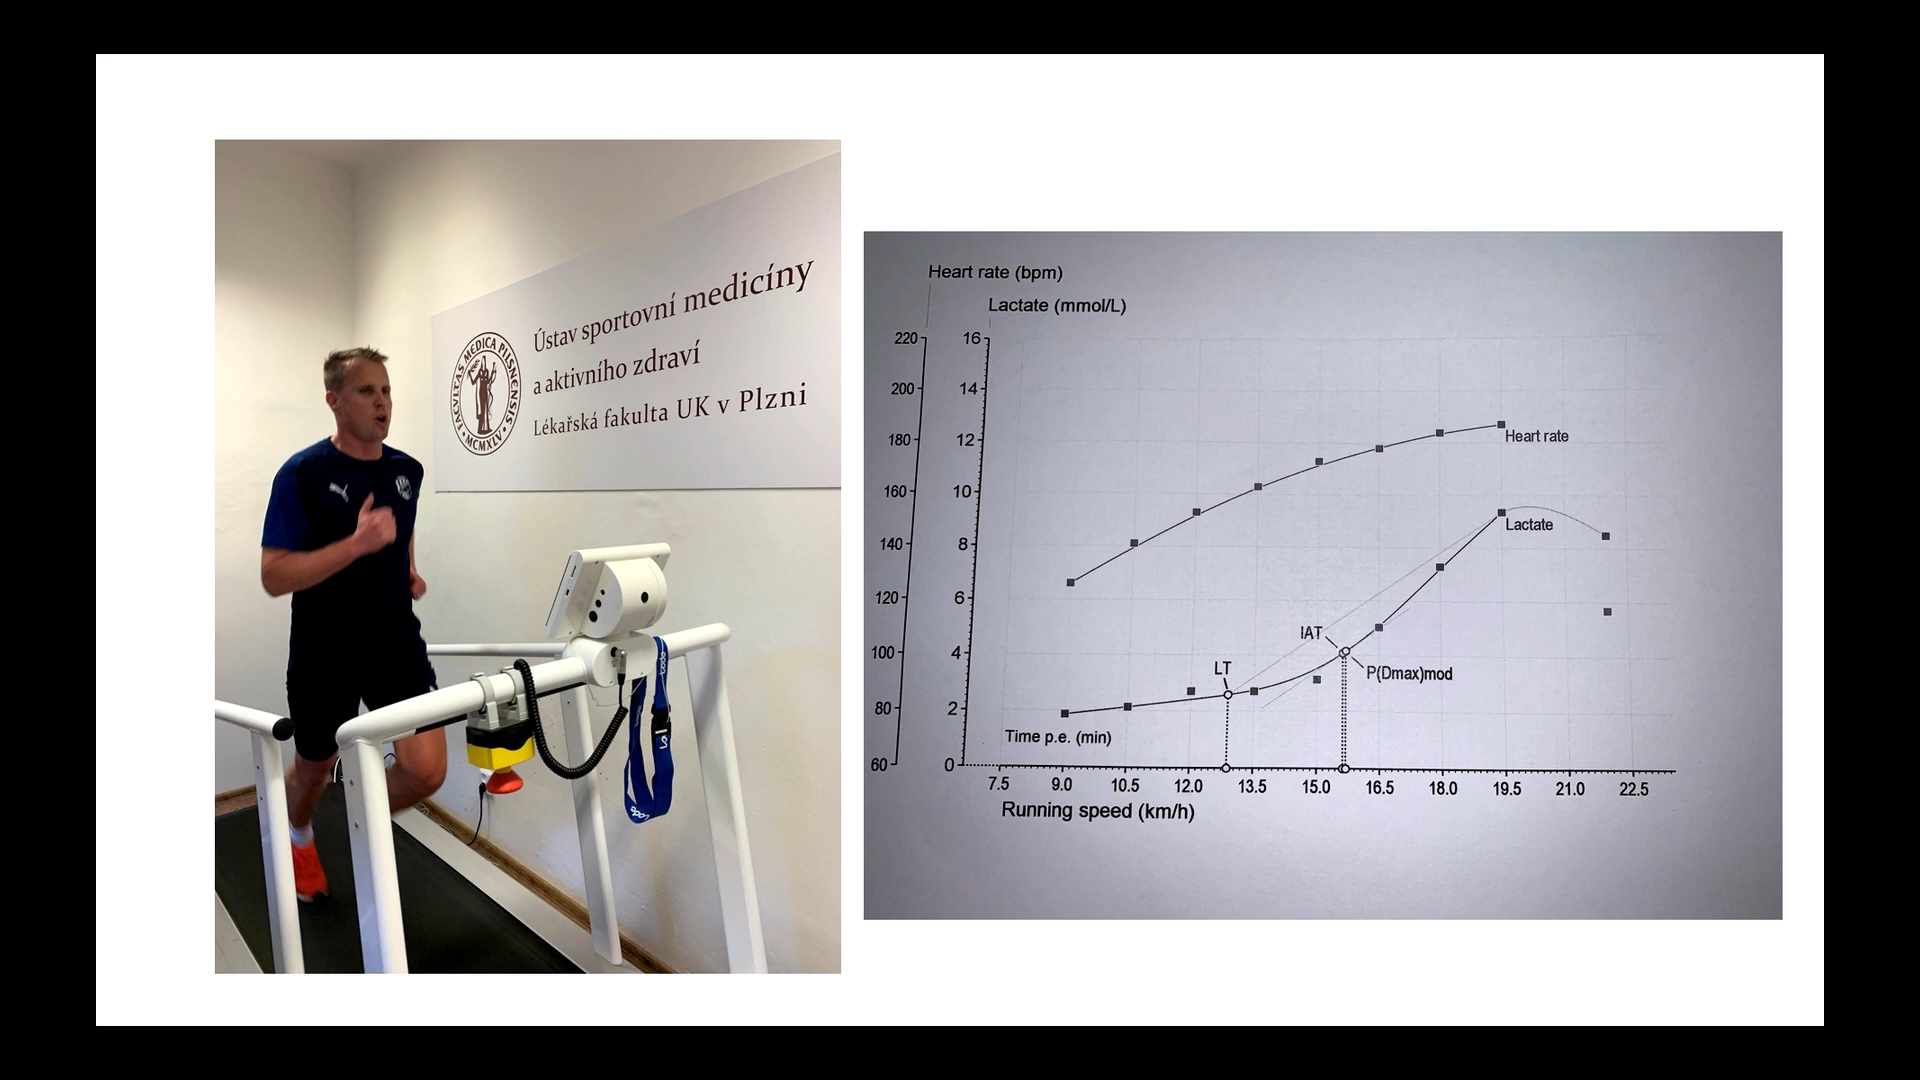 Ústav sportovní medicíny
a aktivního zdraví
Lékařská fakulta UK v Plzni
FACVLTAS MEDICA PILSNENSIS
MCMXLV
Lode
Heart rate (bpm)
Lactate (mmol/L)
220
200
180
160
140
120
100
80
60
16
14
12
10
8
6
4
2
0
Heart rate
Lactate
IAT
LT
P(Dmax)mod
Time p.e. (min)
7.5 9.0 10.5 12.0 13.5 15.0 16.5 18.0 19.5 21.0 22.5
Running speed (km/h)